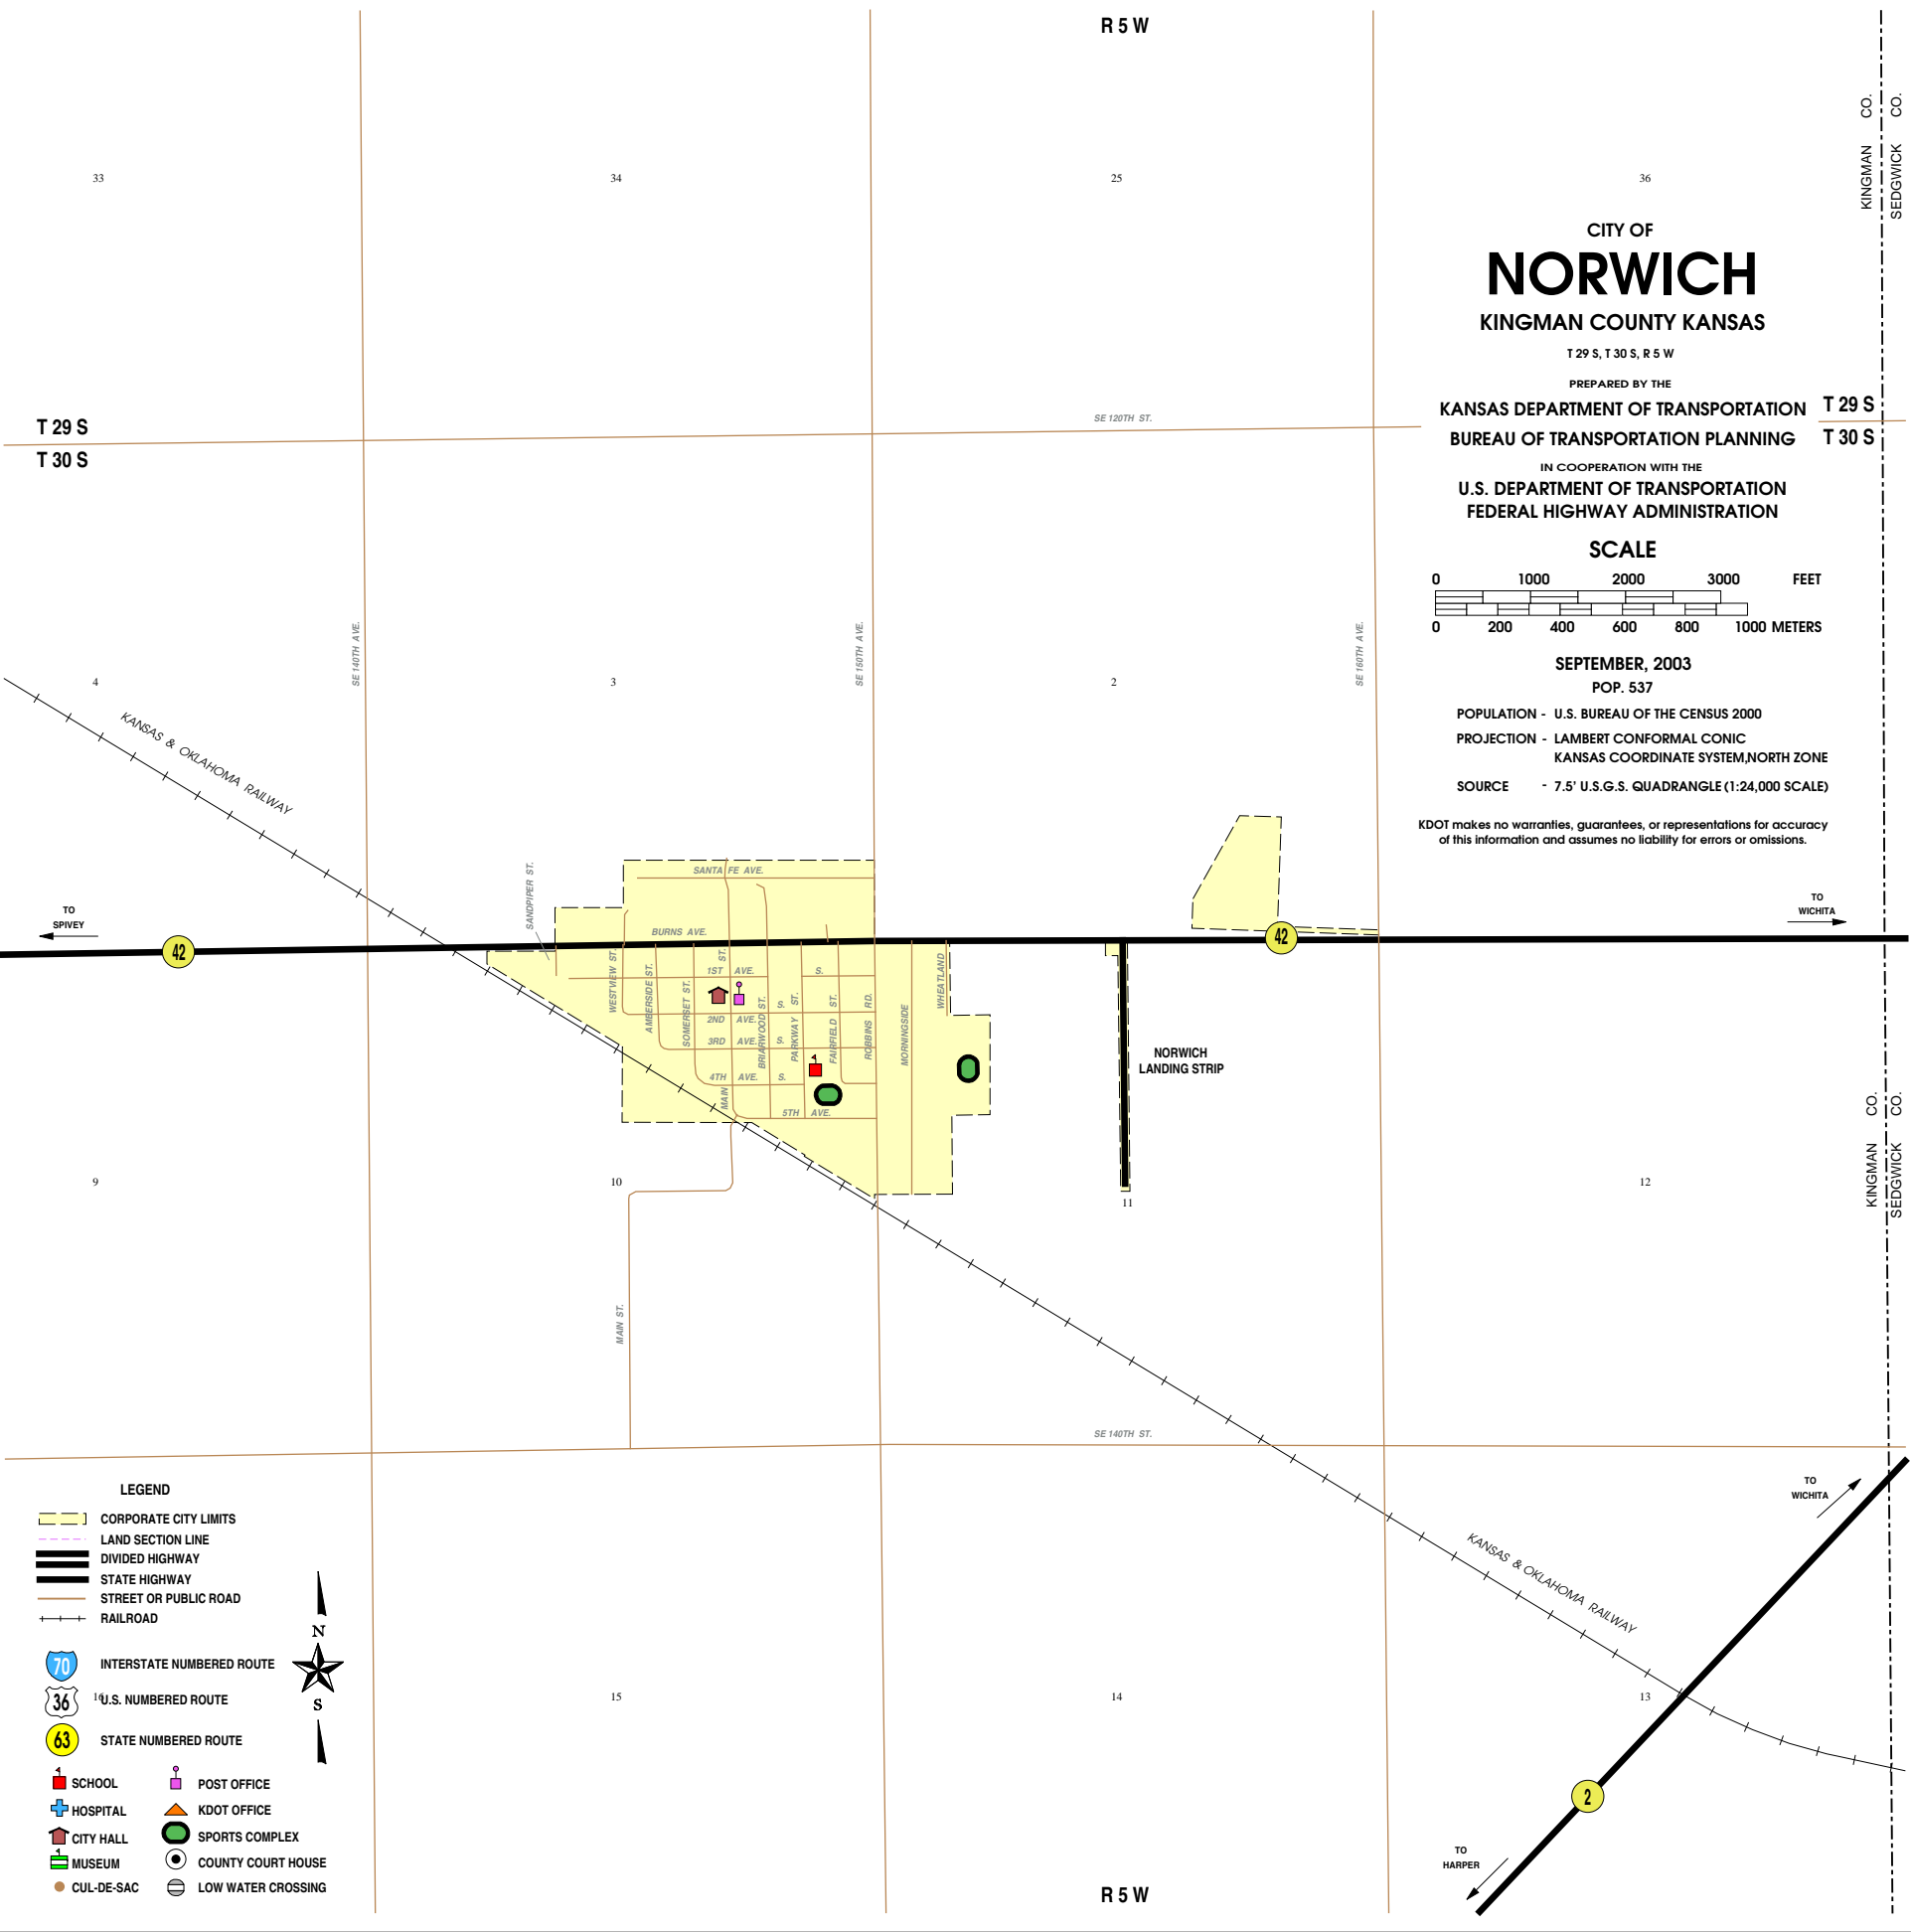 R 5 W
KINGMAN CO.
SEDGWICK CO.
33
34
25
36
CITY OF
NORWICH
KINGMAN COUNTY KANSAS
T 29 S, T 30 S, R 5 W
PREPARED BY THE
KANSAS DEPARTMENT OF TRANSPORTATION
BUREAU OF TRANSPORTATION PLANNING
IN COOPERATION WITH THE
U.S. DEPARTMENT OF TRANSPORTATION
FEDERAL HIGHWAY ADMINISTRATION
T 29 S
T 30 S
SE 120TH ST.
T 29 S
T 30 S
SCALE
0 1000 2000 3000 FEET
0 200 400 600 800 1000 METERS
SEPTEMBER, 2003
POP. 537
POPULATION - U.S. BUREAU OF THE CENSUS 2000
PROJECTION - LAMBERT CONFORMAL CONIC
KANSAS COORDINATE SYSTEM,NORTH ZONE
SOURCE - 7.5' U.S.G.S. QUADRANGLE (1:24,000 SCALE)
KDOT makes no warranties, guarantees, or representations for accuracy
of this information and assumes no liability for errors or omissions.
SE 140TH AVE.
SE 150TH AVE.
SE 160TH AVE.
4
3
2
KANSAS & OKLAHOMA RAILWAY
TO
SPIVEY
42
SANDPIPER ST.
SANTA FE AVE.
BURNS AVE.
42
TO
WICHITA
WESTVIEW ST.
AMBERSIDE ST.
SOMERSET ST.
MAIN ST.
BRIARWOOD ST.
PARKWAY ST.
FAIRFIELD ST.
ROBBINS RD.
MORNINGSIDE
WHEATLAND
1ST AVE. S.
2ND AVE. S.
3RD AVE. S.
4TH AVE. S.
5TH AVE.
NORWICH
LANDING STRIP
KINGMAN CO.
SEDGWICK CO.
9
10
11
12
MAIN ST.
SE 140TH ST.
TO
WICHITA
KANSAS & OKLAHOMA RAILWAY
16
15
14
13
2
TO
HARPER
LEGEND
CORPORATE CITY LIMITS
LAND SECTION LINE
DIVIDED HIGHWAY
STATE HIGHWAY
STREET OR PUBLIC ROAD
RAILROAD
70 INTERSTATE NUMBERED ROUTE
36 U.S. NUMBERED ROUTE
63 STATE NUMBERED ROUTE
N
S
SCHOOL POST OFFICE
HOSPITAL KDOT OFFICE
CITY HALL SPORTS COMPLEX
MUSEUM COUNTY COURT HOUSE
CUL-DE-SAC LOW WATER CROSSING
R 5 W